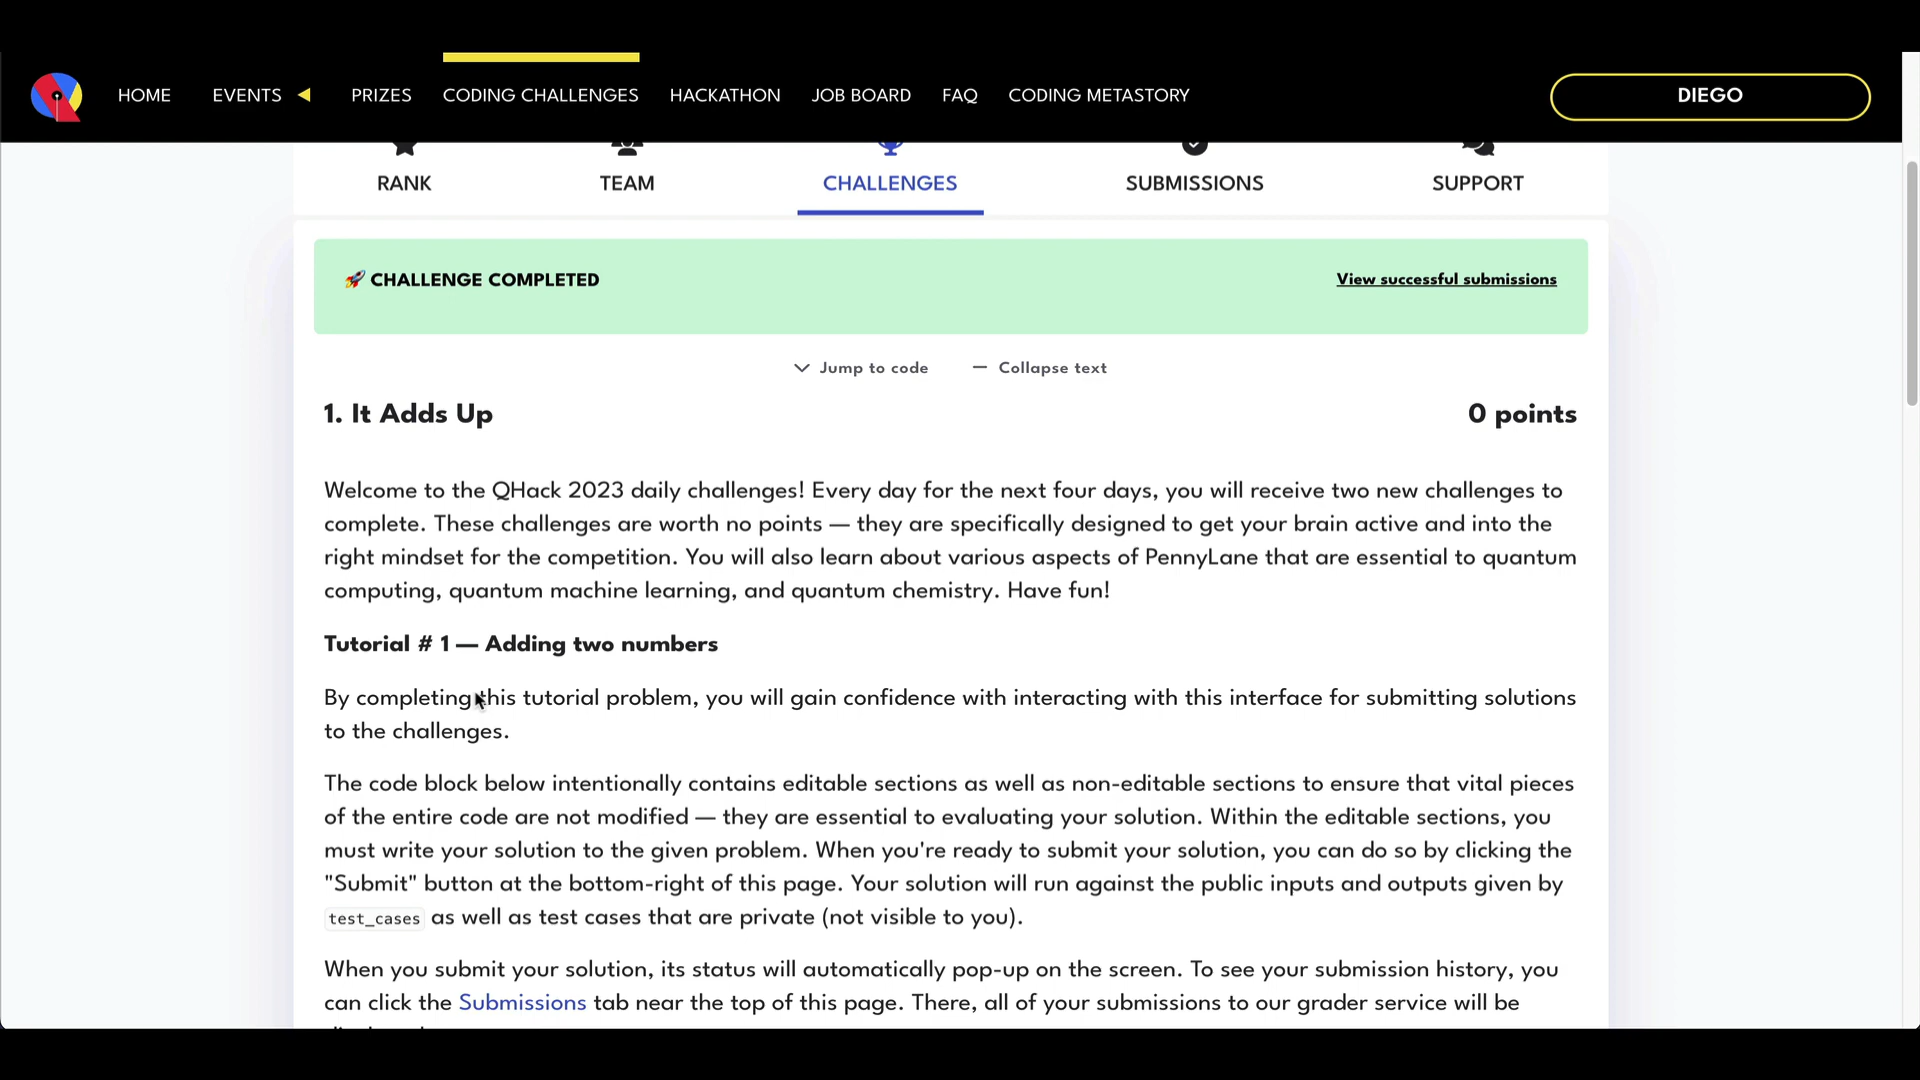 HOME EVENTS PRIZES CODING CHALLENGES HACKATHON JOB BOARD FAQ CODING METASTORY DIEGO
RANK TEAM CHALLENGES SUBMISSIONS SUPPORT
🚀 CHALLENGE COMPLETED View successful submissions
Jump to code Collapse text
1. It Adds Up 0 points
Welcome to the QHack 2023 daily challenges! Every day for the next four days, you will receive two new challenges to
complete. These challenges are worth no points — they are specifically designed to get your brain active and into the
right mindset for the competition. You will also learn about various aspects of PennyLane that are essential to quantum
computing, quantum machine learning, and quantum chemistry. Have fun!
Tutorial # 1 — Adding two numbers
By completing this tutorial problem, you will gain confidence with interacting with this interface for submitting solutions
to the challenges.
The code block below intentionally contains editable sections as well as non-editable sections to ensure that vital pieces
of the entire code are not modified — they are essential to evaluating your solution. Within the editable sections, you
must write your solution to the given problem. When you're ready to submit your solution, you can do so by clicking the
"Submit" button at the bottom-right of this page. Your solution will run against the public inputs and outputs given by
test_cases as well as test cases that are private (not visible to you).
When you submit your solution, its status will automatically pop-up on the screen. To see your submission history, you
can click the Submissions tab near the top of this page. There, all of your submissions to our grader service will be